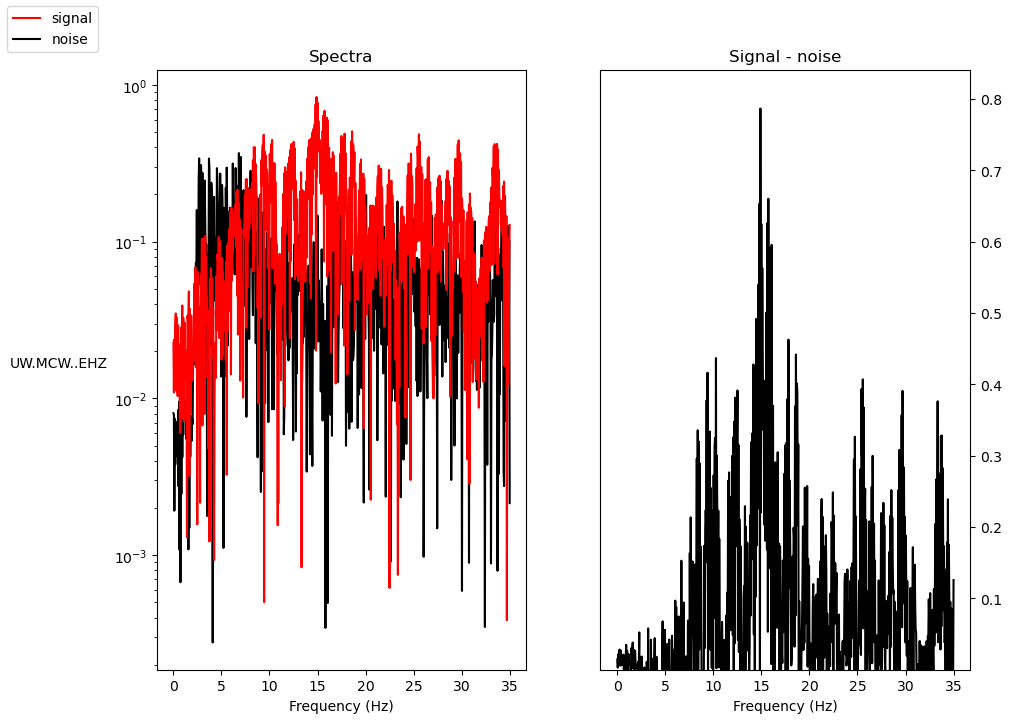 signal
noise
Spectra
Signal - noise
10^0
10^-1
10^-2
10^-3
0.8
0.7
0.6
0.5
0.4
0.3
0.2
0.1
UW.MCW..EHZ
0 5 10 15 20 25 30 35
0 5 10 15 20 25 30 35
Frequency (Hz)
Frequency (Hz)